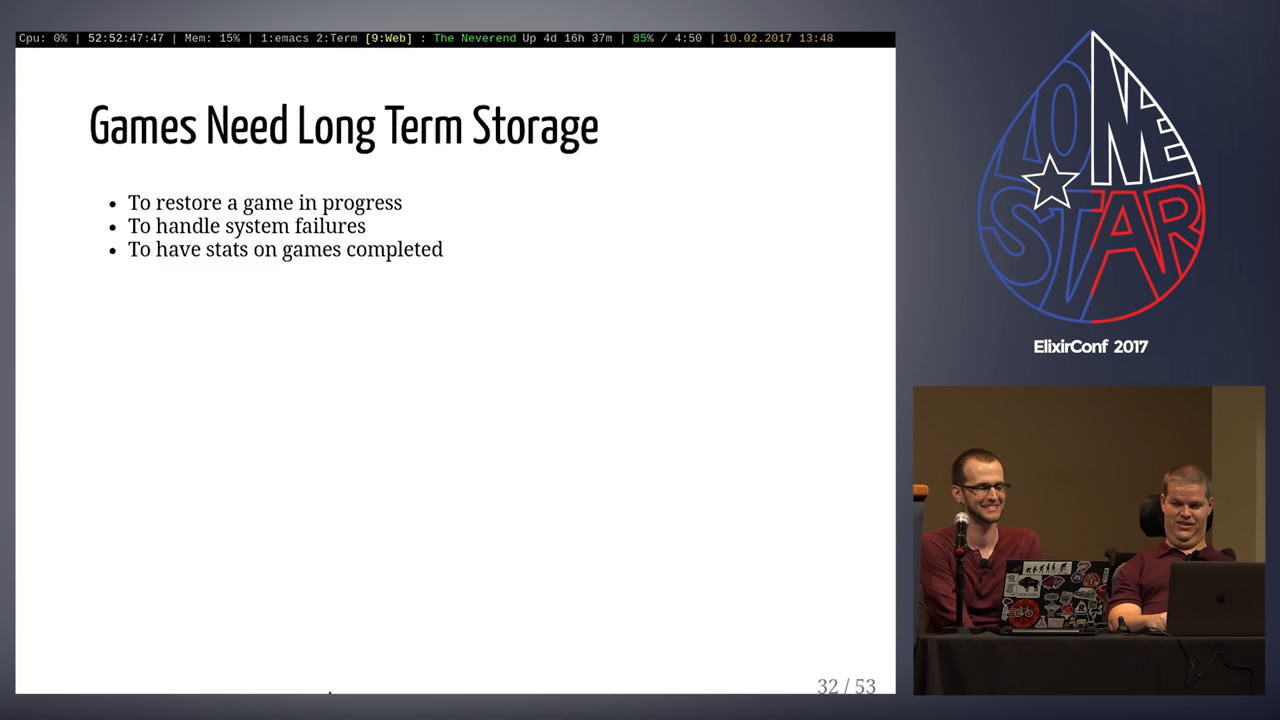 Cpu: 0% | 52:52:47:47 | Mem: 15% | 1:emacs 2:Term [9:Web] : The Neverend Up 4d 16h 37m | 85% / 4:50 | 10.02.2017 13:48
Games Need Long Term Storage
• To restore a game in progress
• To handle system failures
• To have stats on games completed
32 / 53
LONE
STAR
ElixirConf 2017